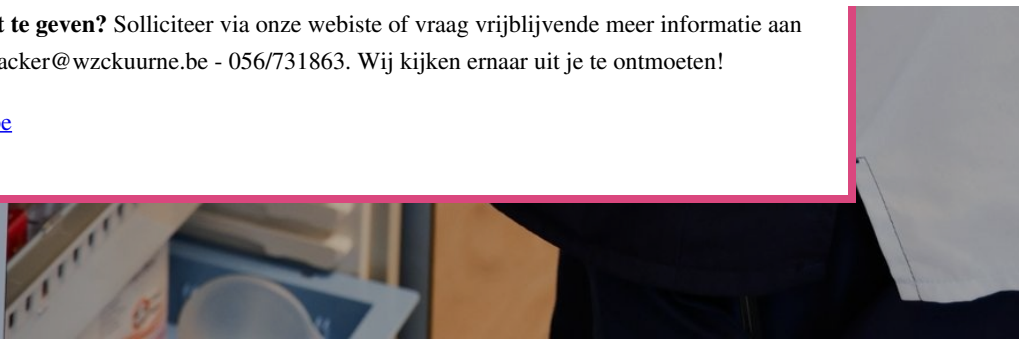 t te geven? Solliciteer via onze webiste of vraag vrijblijvende meer informatie aan
acker@wzckuurne.be - 056/731863. Wij kijken ernaar uit je te ontmoeten!
e